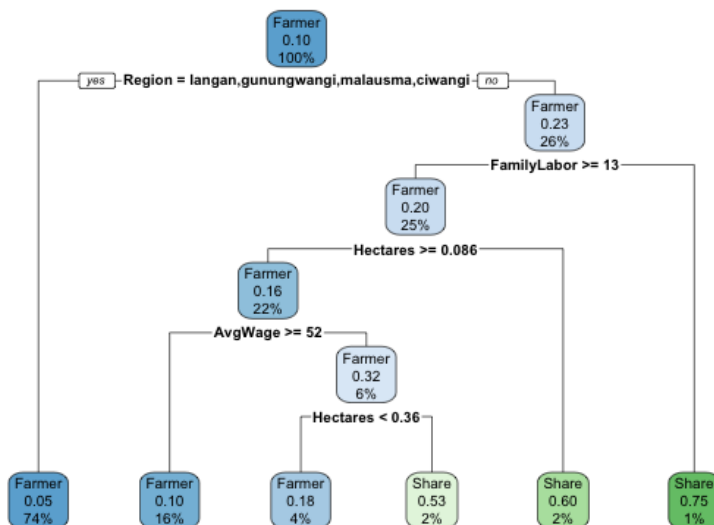 Farmer
0.10
100%
yes
Region = langan,gunungwangi,malausma,ciwangi
no
Farmer
0.23
26%
FamilyLabor >= 13
Farmer
0.20
25%
Hectares >= 0.086
Farmer
0.16
22%
AvgWage >= 52
Farmer
0.32
6%
Hectares < 0.36
Farmer
0.05
74%
Farmer
0.10
16%
Farmer
0.18
4%
Share
0.53
2%
Share
0.60
2%
Share
0.75
1%